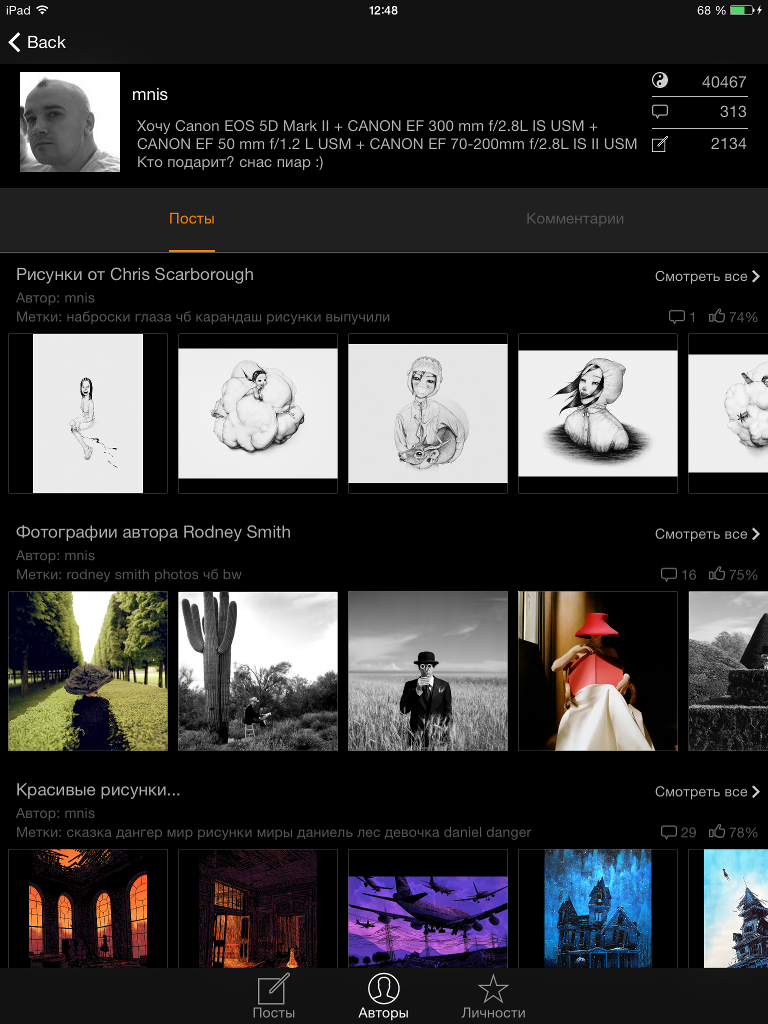 iPad 12:48 68 %
Back
mnis
40467
Хочу Canon EOS 5D Mark II + CANON EF 300 mm f/2.8L IS USM +
CANON EF 50 mm f/1.2 L USM + CANON EF 70-200mm f/2.8L IS II USM
Кто подарит? снас пиар :)
313
2134
Посты Комментарии
Рисунки от Chris Scarborough Смотреть все
Автор: mnis
Метки: наброски глаза чб карандаш рисунки выпучили 1 74%
Фотографии автора Rodney Smith Смотреть все
Автор: mnis
Метки: rodney smith photos чб bw 16 75%
Красивые рисунки... Смотреть все
Автор: mnis
Метки: сказка дангер мир рисунки миры даниель лес девочка daniel danger 29 78%
Посты Авторы Личности